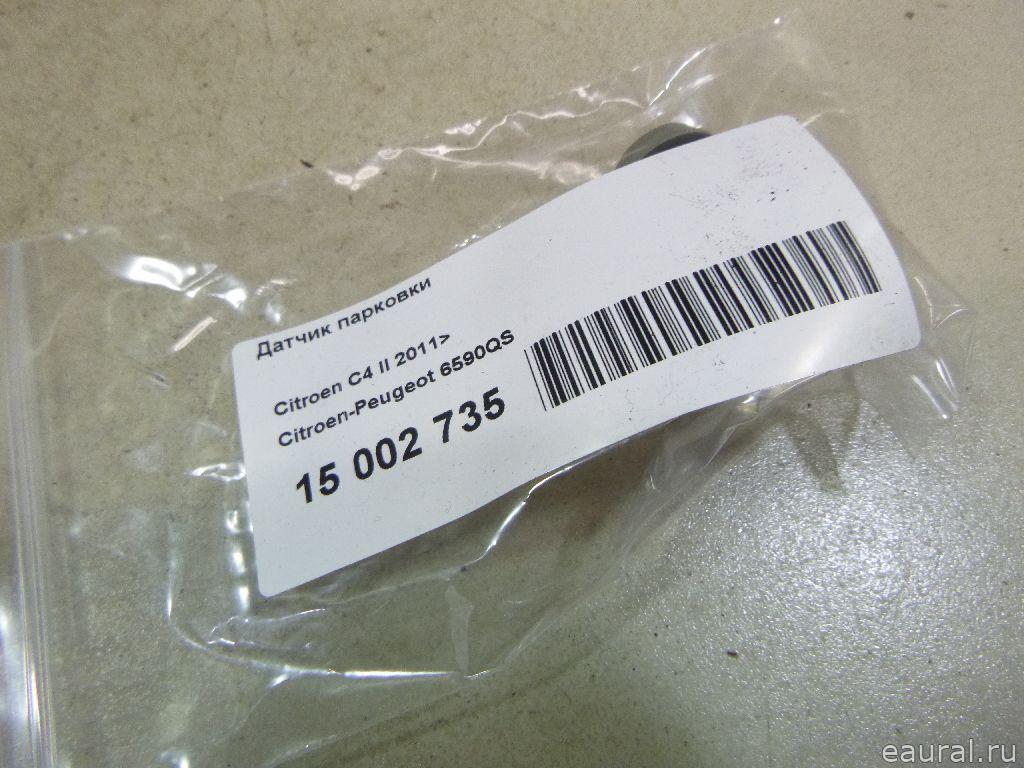 Датчик парковки
Citroen C4 II 2011>
Citroen-Peugeot 6590QS
15 002 735
eaural.ru